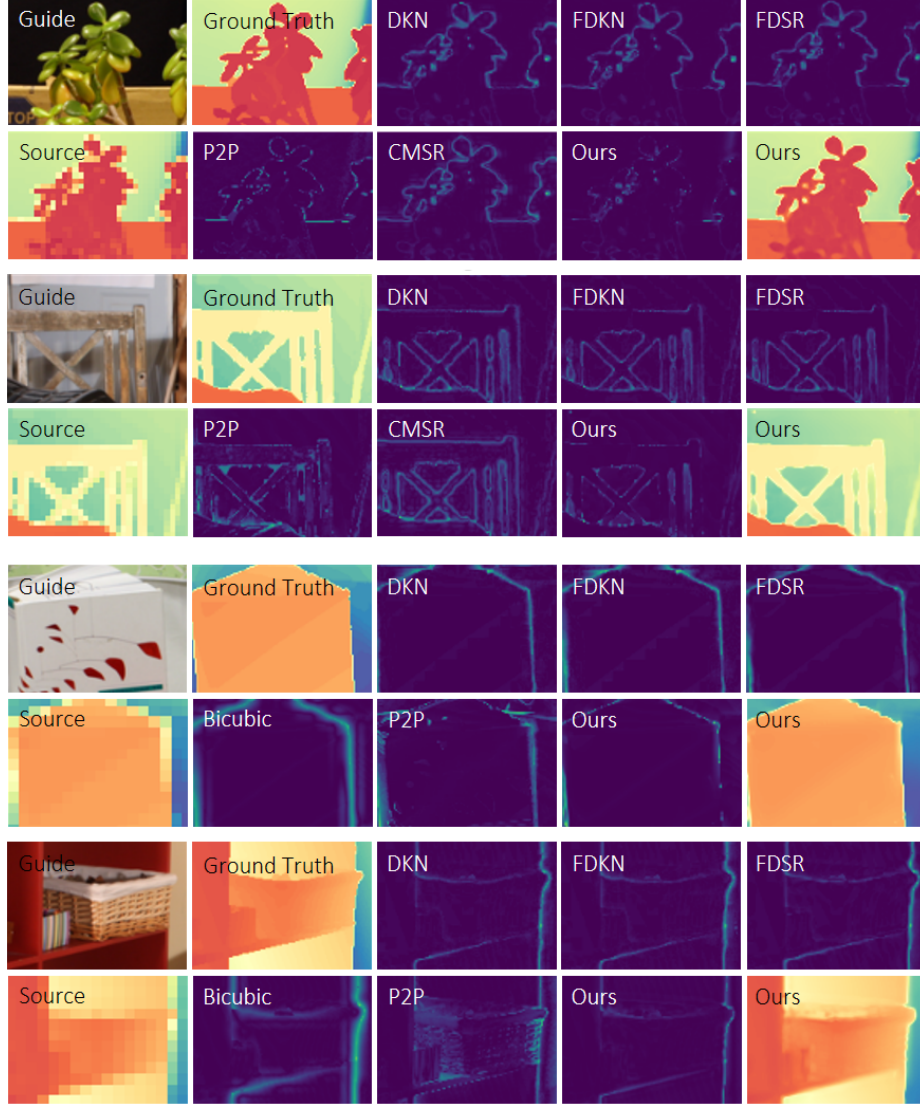 Guide Ground Truth DKN FDKN FDSR
TOP
Source P2P CMSR Ours Ours
Guide Ground Truth DKN FDKN FDSR
Source P2P CMSR Ours Ours
Guide Ground Truth DKN FDKN FDSR
Source Bicubic P2P Ours Ours
Guide Ground Truth DKN FDKN FDSR
Source Bicubic P2P Ours Ours